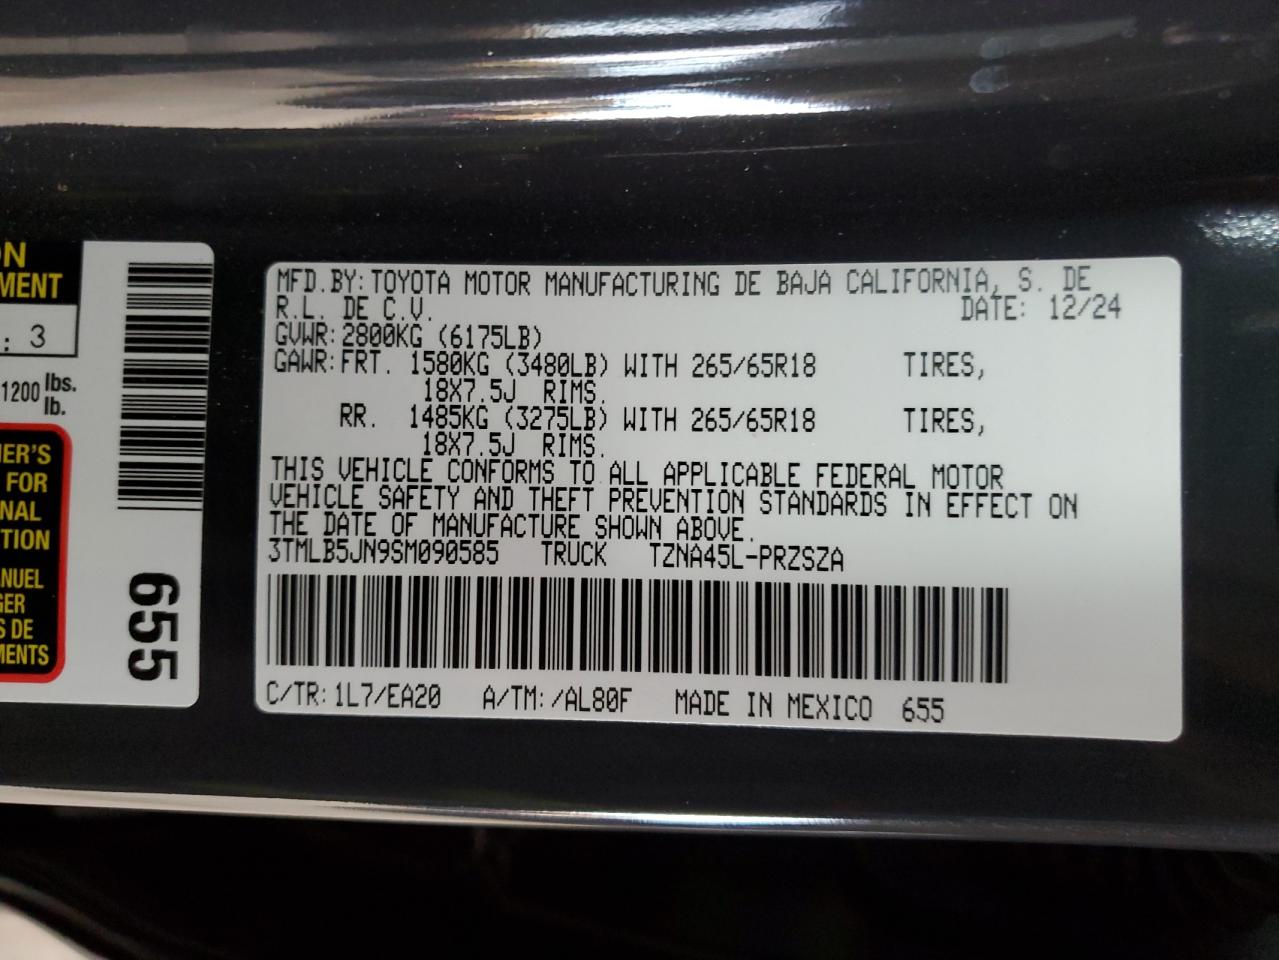 ON
MENT
: 3
1200 lbs.
lb.
ER'S
FOR
NAL
TION
ANUEL
GER
S DE
MENTS
655
MFD.BY:TOYOTA MOTOR MANUFACTURING DE BAJA CALIFORNIA, S. DE
R.L. DE C.V. DATE: 12/24
GVWR:2800KG (6175LB)
GAWR:FRT. 1580KG (3480LB) WITH 265/65R18 TIRES,
18X7.5J RIMS.
RR. 1485KG (3275LB) WITH 265/65R18 TIRES,
18X7.5J RIMS.
THIS VEHICLE CONFORMS TO ALL APPLICABLE FEDERAL MOTOR
VEHICLE SAFETY AND THEFT PREVENTION STANDARDS IN EFFECT ON
THE DATE OF MANUFACTURE SHOWN ABOVE.
3TMLB5JN9SM090585 TRUCK TZNA45L-PRZSZA
C/TR:1L7/EA20 A/TM:/AL80F MADE IN MEXICO 655